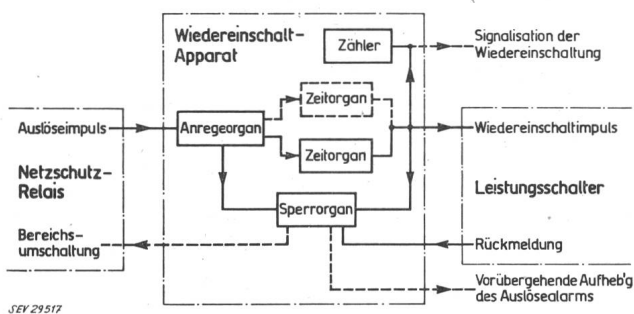 Wiedereinschalt-
Apparat
Zähler
Signalisation der
Wiedereinschaltung
Zeitorgan
Auslöseimpuls
Anregeorgan
Wiedereinschaltimpuls
Zeitorgan
Netzschutz-
Relais
Leistungsschalter
Sperrorgan
Bereichs-
umschaltung
Rückmeldung
Vorübergehende Aufheb'g
des Auslösealarms
SEV 29517